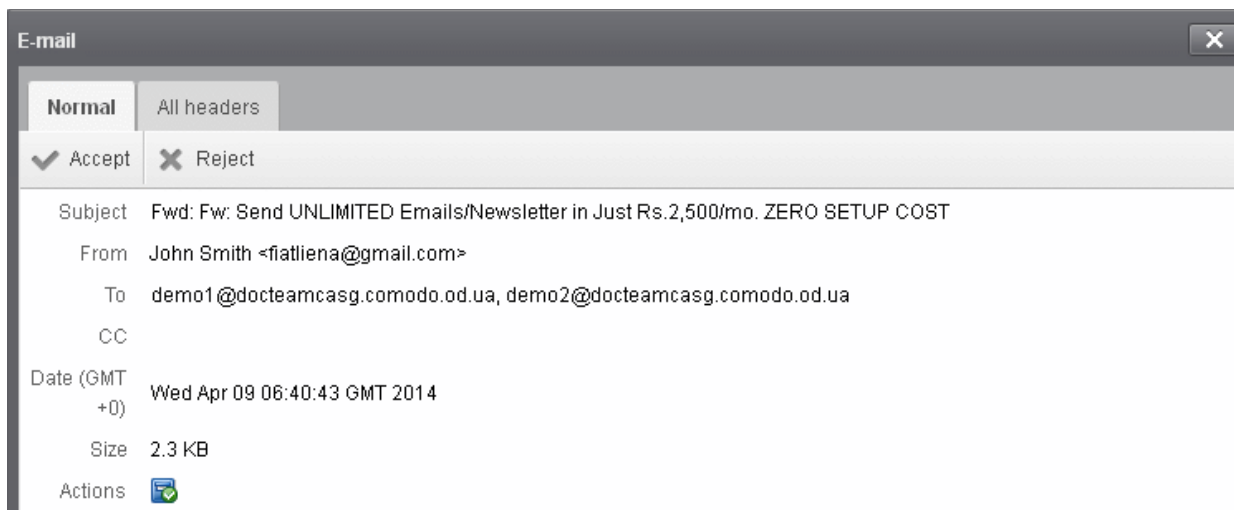 E-mail
Normal All headers
Accept Reject
Subject Fwd: Fw: Send UNLIMITED Emails/Newsletter in Just Rs.2,500/mo. ZERO SETUP COST
From John Smith <fiatliena@gmail.com>
To demo1@docteamcasg.comodo.od.ua, demo2@docteamcasg.comodo.od.ua
CC
Date (GMT
+0) Wed Apr 09 06:40:43 GMT 2014
Size 2.3 KB
Actions